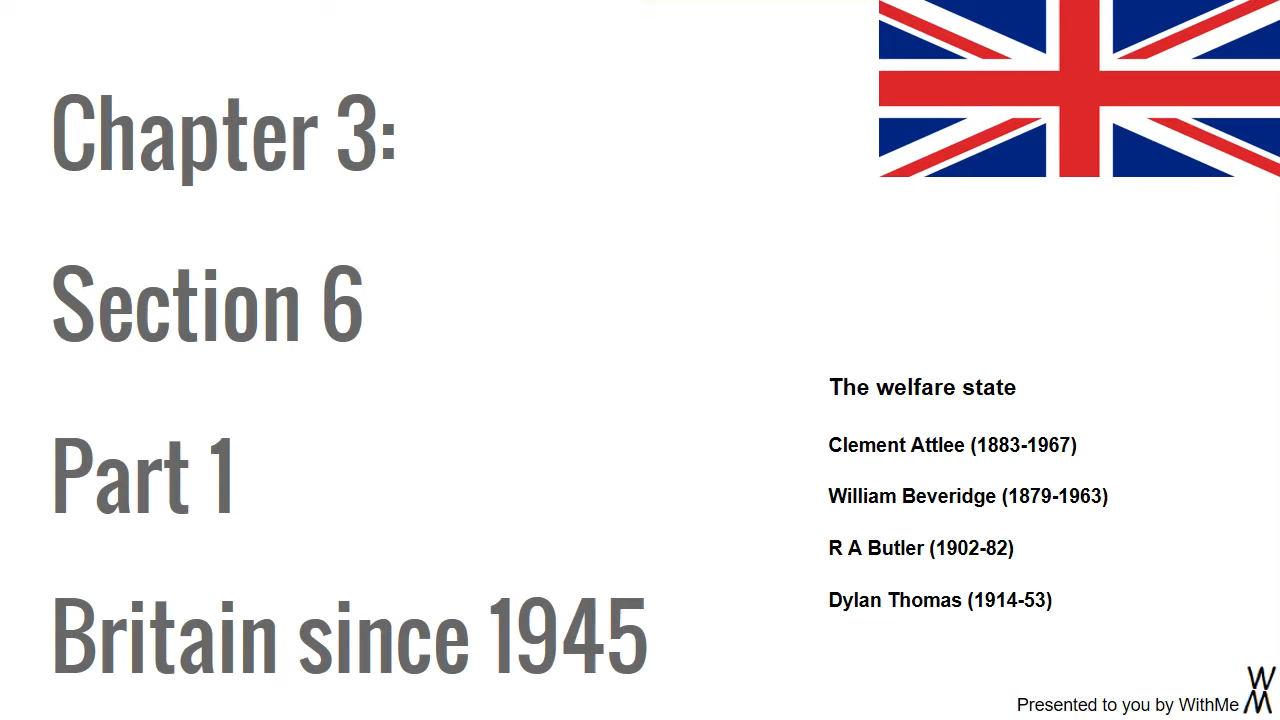 Chapter 3:
Section 6
Part 1
Britain since 1945
The welfare state
Clement Attlee (1883-1967)
William Beveridge (1879-1963)
R A Butler (1902-82)
Dylan Thomas (1914-53)
Presented to you by WithMe
WM